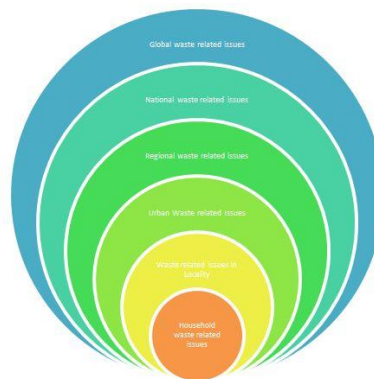 Global waste related issues
National waste related issues
Regional waste related issues
Urban Waste related Issues
Waste related issues in
Locality
Household
waste related
issues